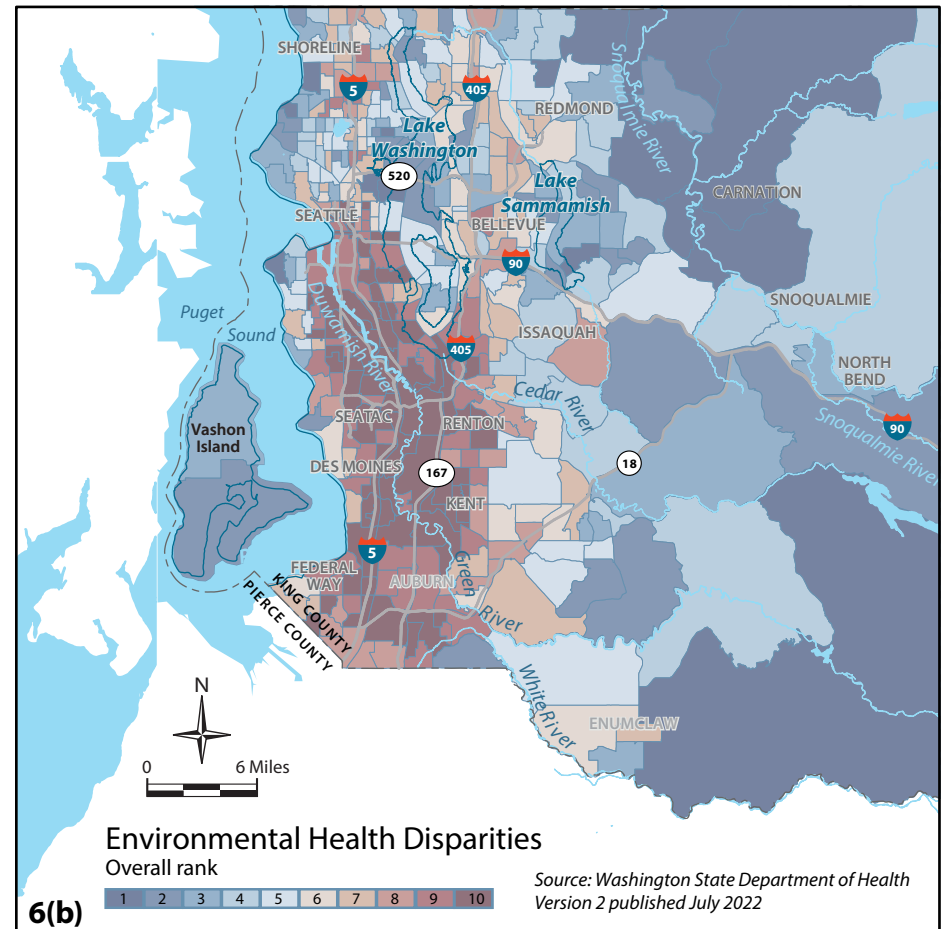 SHORELINE
5
405
REDMOND
Snoqualmie River
Lake
Washington
520
Lake
Sammamish
CARNATION
SEATTLE
BELLEVUE
90
SNOQUALMIE
Puget
Sound
Duwamish River
ISSAQUAH
405
NORTH
BEND
Cedar River
90
Snoqualmie River
Vashon
Island
SEATAC
RENTON
DES MOINES
167
18
KENT
5
FEDERAL
WAY
AUBURN
Green
River
KING COUNTY
PIERCE COUNTY
White River
ENUMCLAW
N
0 6 Miles
Environmental Health Disparities
Overall rank
1 2 3 4 5 6 7 8 9 10
Source: Washington State Department of Health
Version 2 published July 2022
6(b)